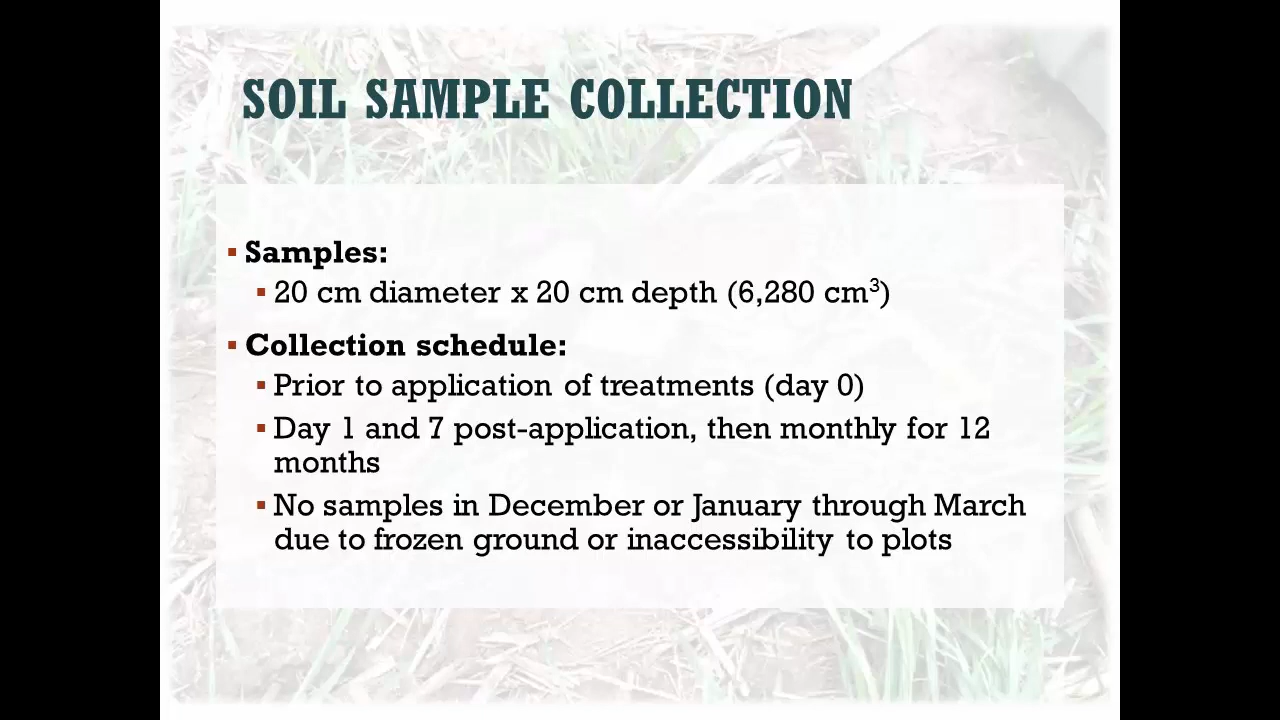 SOIL SAMPLE COLLECTION
▪ Samples:
▪ 20 cm diameter x 20 cm depth (6,280 cm³)
▪ Collection schedule:
▪ Prior to application of treatments (day 0)
▪ Day 1 and 7 post-application, then monthly for 12
months
▪ No samples in December or January through March
due to frozen ground or inaccessibility to plots